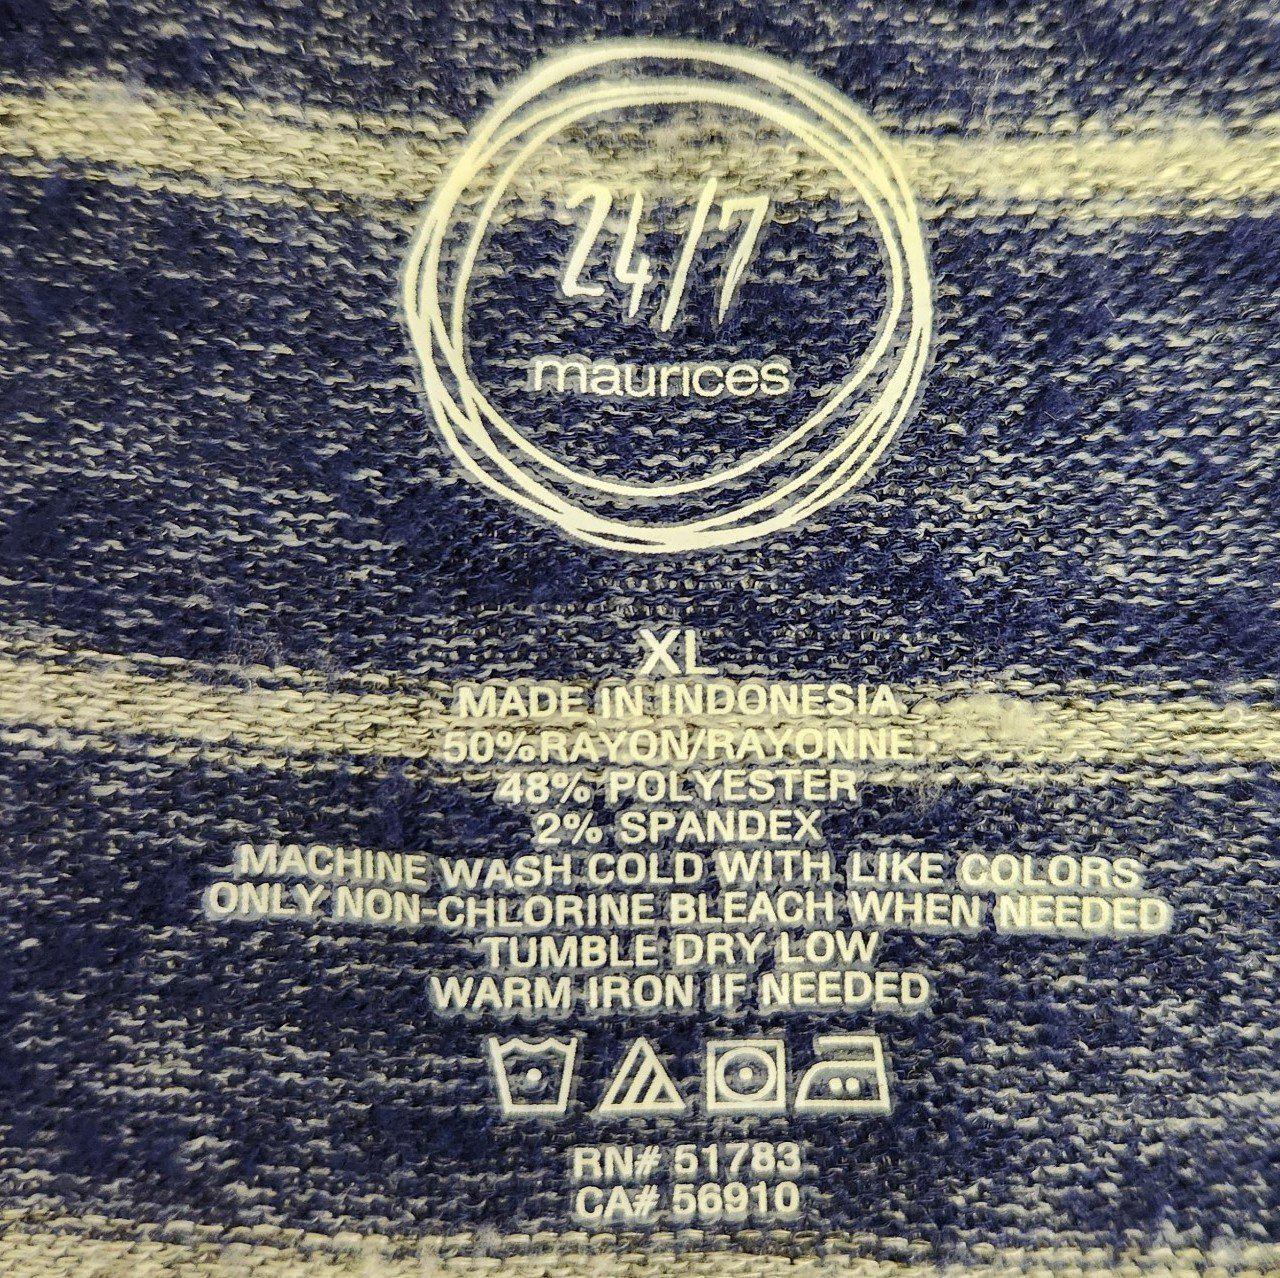 24/7
maurices
XL
MADE IN INDONESIA
50%RAYON/RAYONNE
48% POLYESTER
2% SPANDEX
MACHINE WASH COLD WITH LIKE COLORS
ONLY NON-CHLORINE BLEACH WHEN NEEDED
TUMBLE DRY LOW
WARM IRON IF NEEDED
RN# 51783
CA# 56910